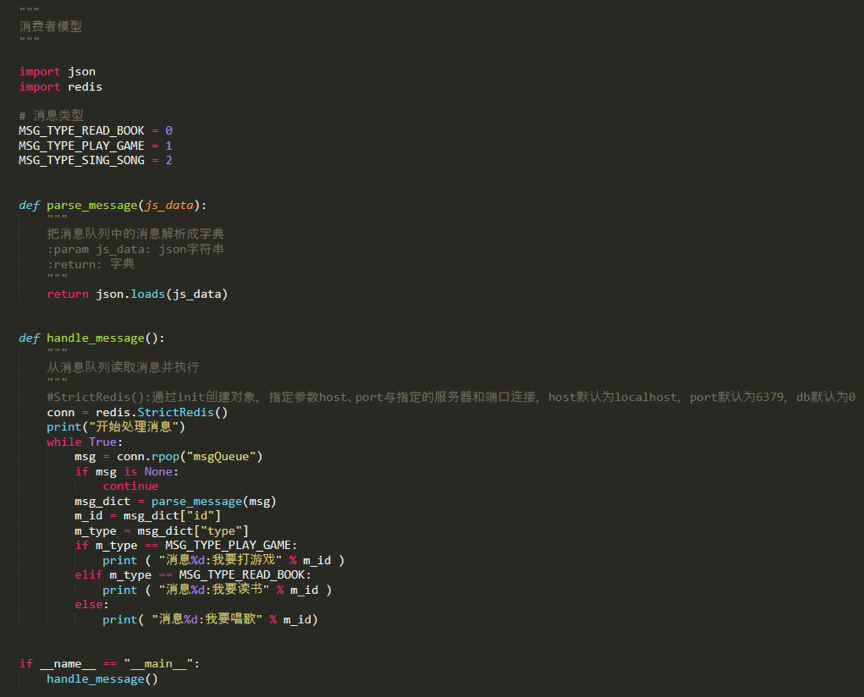 """
消费者模型
"""
import json
import redis
# 消息类型
MSG_TYPE_READ_BOOK = 0
MSG_TYPE_PLAY_GAME = 1
MSG_TYPE_SING_SONG = 2
def parse_message(js_data):
    """
    把消息队列中的消息解析成字典
    :param js_data: json字符串
    :return: 字典
    """
    return json.loads(js_data)
def handle_message():
    """
    从消息队列读取消息并执行
    """
    #StrictRedis():通过init创建对象，指定参数host、port与指定的服务器和端口连接，host默认为localhost，port默认为6379，db默认为0
    conn = redis.StrictRedis()
    print("开始处理消息")
    while True:
        msg = conn.rpop("msgQueue")
        if msg is None:
            continue
        msg_dict = parse_message(msg)
        m_id = msg_dict["id"]
        m_type = msg_dict["type"]
        if m_type == MSG_TYPE_PLAY_GAME:
            print ( "消息%d:我要打游戏" % m_id )
        elif m_type == MSG_TYPE_READ_BOOK:
            print ( "消息%d:我要读书" % m_id )
        else:
            print( "消息%d:我要唱歌" % m_id)
if __name__ == "__main__":
    handle_message()